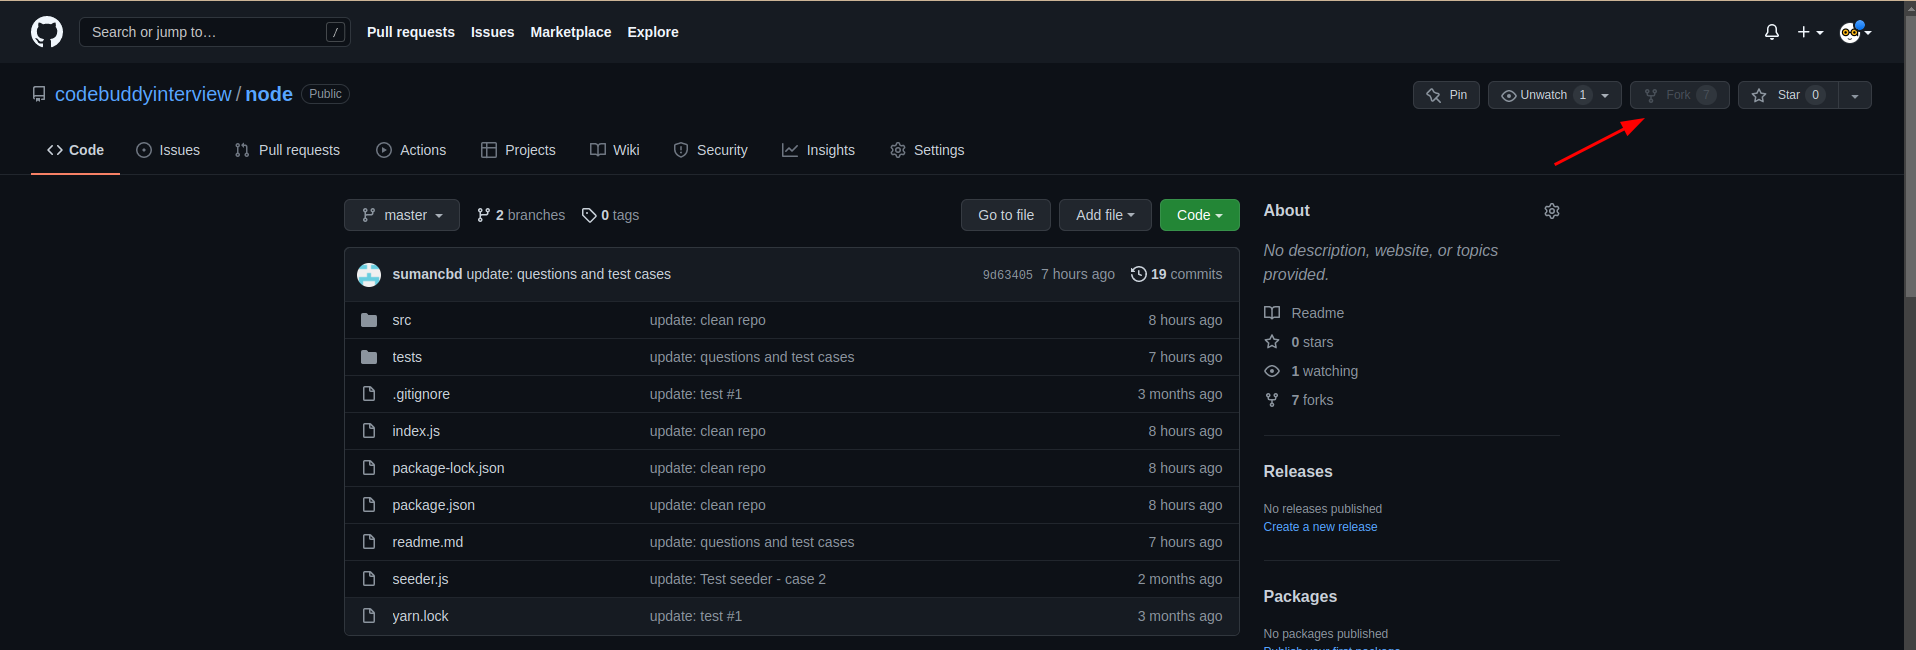 Search or jump to… / Pull requests Issues Marketplace Explore
codebuddyinterview / node Public Pin Unwatch 1 Fork 7 Star 0
Code Issues Pull requests Actions Projects Wiki Security Insights Settings
master 2 branches 0 tags Go to file Add file Code
sumancbd update: questions and test cases 9d63405 7 hours ago 19 commits
src update: clean repo 8 hours ago
tests update: questions and test cases 7 hours ago
.gitignore update: test #1 3 months ago
index.js update: clean repo 8 hours ago
package-lock.json update: clean repo 8 hours ago
package.json update: clean repo 8 hours ago
readme.md update: questions and test cases 7 hours ago
seeder.js update: Test seeder - case 2 2 months ago
yarn.lock update: test #1 3 months ago
About
No description, website, or topics
provided.
Readme
0 stars
1 watching
7 forks
Releases
No releases published
Create a new release
Packages
No packages published
Publish your first package